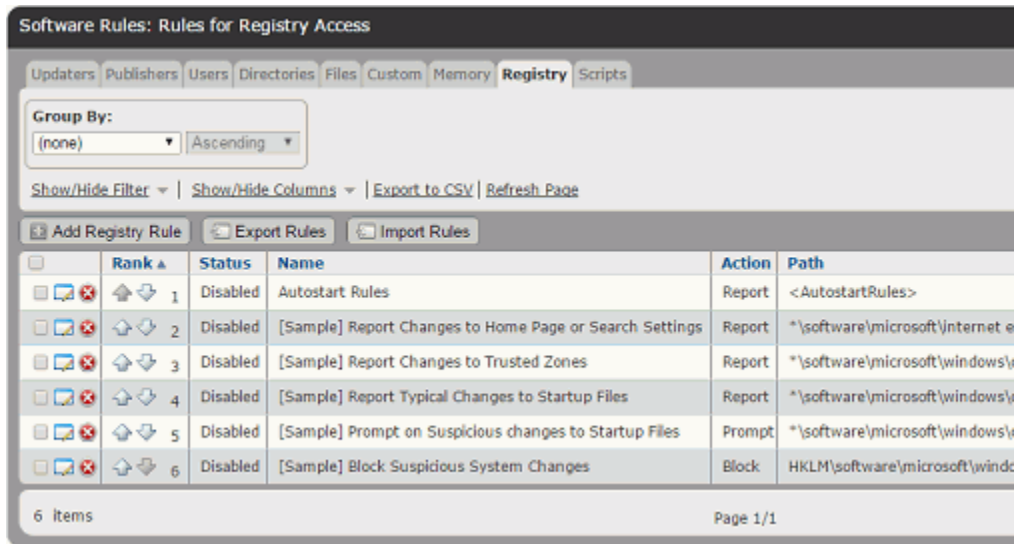 Software Rules: Rules for Registry Access
Updaters Publishers Users Directories Files Custom Memory Registry Scripts
Group By:
(none) Ascending
Show/Hide Filter | Show/Hide Columns | Export to CSV | Refresh Page
Add Registry Rule Export Rules Import Rules
Rank Status Name Action Path
1 Disabled Autostart Rules Report <AutostartRules>
2 Disabled [Sample] Report Changes to Home Page or Search Settings Report *\software\microsoft\internet e
3 Disabled [Sample] Report Changes to Trusted Zones Report *\software\microsoft\windows\
4 Disabled [Sample] Report Typical Changes to Startup Files Report *\software\microsoft\windows\
5 Disabled [Sample] Prompt on Suspicious changes to Startup Files Prompt *\software\microsoft\windows\
6 Disabled [Sample] Block Suspicious System Changes Block HKLM\software\microsoft\windo
6 items Page 1/1